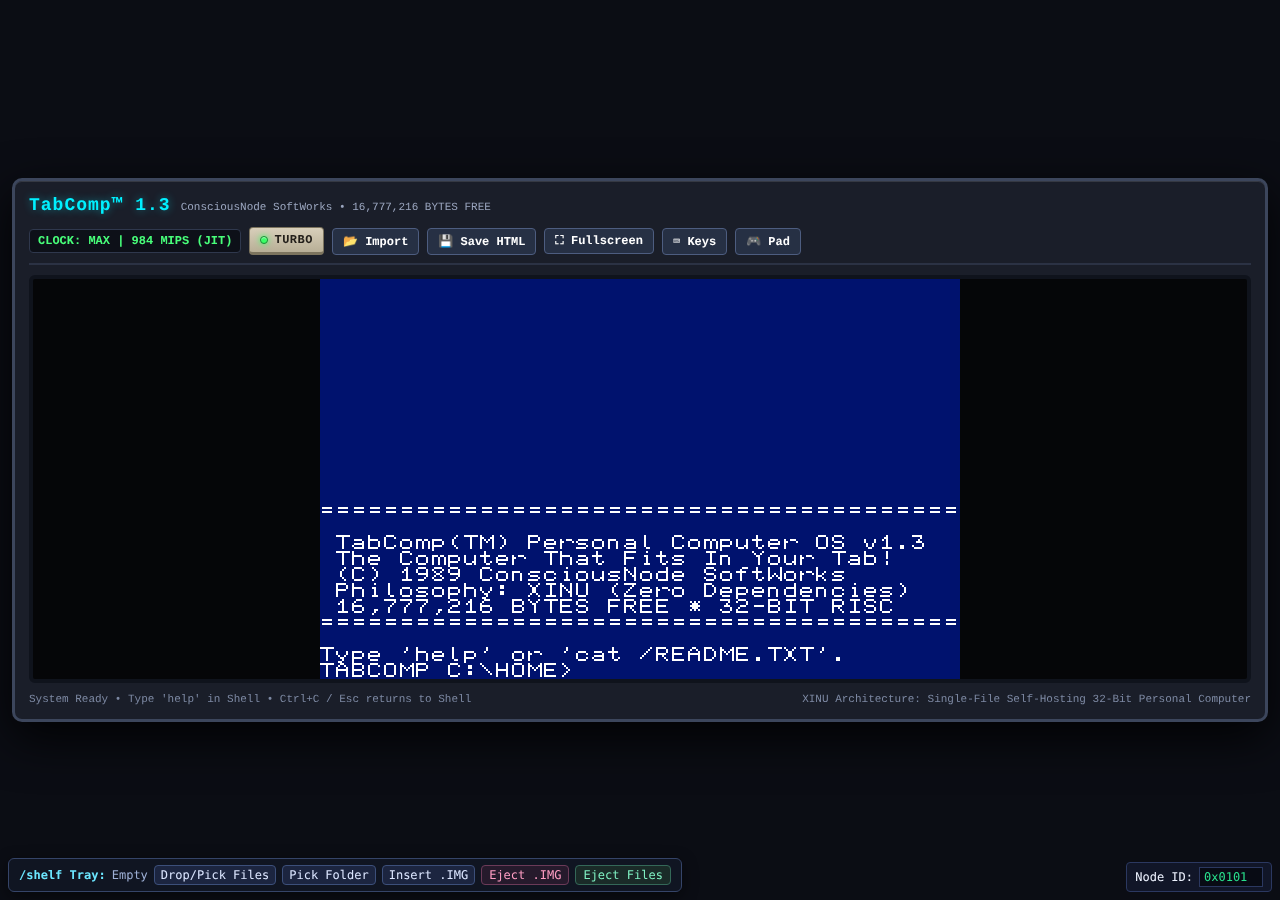 TabComp™ 1.3 ConsciousNode SoftWorks • 16,777,216 BYTES FREE
CLOCK: MAX | 984 MIPS (JIT) TURBO 📂 Import 💾 Save HTML ⛶ Fullscreen ⌨ Keys 🎮 Pad
========================================
TabComp(TM) Personal Computer OS v1.3
The Computer That Fits In Your Tab!
(C) 1989 ConsciousNode SoftWorks
Philosophy: XINU (Zero Dependencies)
16,777,216 BYTES FREE * 32-BIT RISC
========================================
Type 'help' or 'cat /README.TXT'.
TABCOMP C:\HOME>
System Ready • Type 'help' in Shell • Ctrl+C / Esc returns to Shell XINU Architecture: Single-File Self-Hosting 32-Bit Personal Computer
/shelf Tray: Empty Drop/Pick Files Pick Folder Insert .IMG Eject .IMG Eject Files Node ID: 0x0101